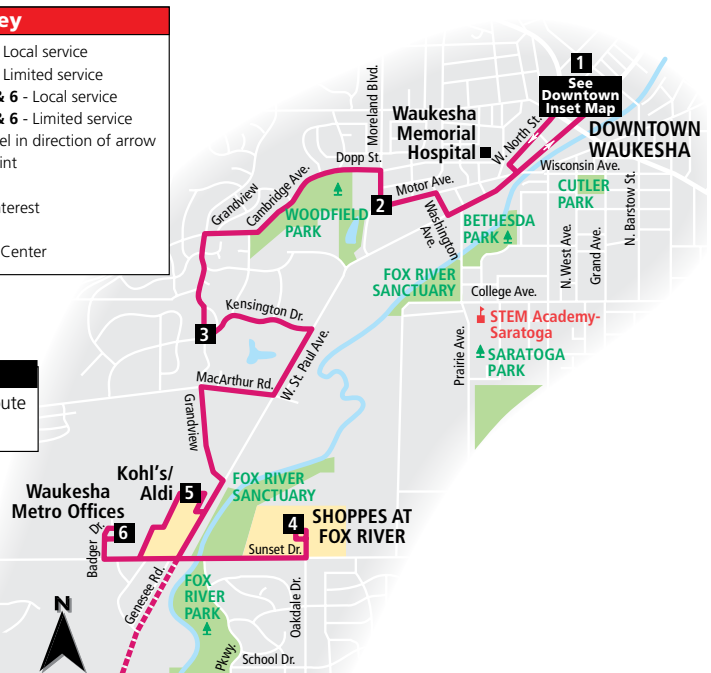 ey
Local service
Limited service
& 6 - Local service
& 6 - Limited service
el in direction of arrow
int
terest
Center
ute
1
See
Downtown
Inset Map
DOWNTOWN
WAUKESHA
Moreland Blvd.
Waukesha
Memorial
Hospital
W. North St.
Wisconsin Ave.
CUTLER
PARK
N. Barstow St.
Dopp St.
Motor Ave.
2
Grandview
Cambridge Ave.
WOODFIELD
PARK
Washington
Ave.
BETHESDA
PARK
N. West Ave.
Grand Ave.
FOX RIVER
SANCTUARY
College Ave.
STEM Academy-
Saratoga
SARATOGA
PARK
Prairie Ave.
Kensington Dr.
3
W. St. Paul Ave.
MacArthur Rd.
Grandview
Kohl's/
Aldi
5
FOX RIVER
SANCTUARY
Waukesha
Metro Offices
6
4
SHOPPES AT
FOX RIVER
Badger Dr.
Sunset Dr.
Genesee Rd.
FOX
RIVER
PARK
Oakdale Dr.
N
Pkwy.
School Dr.